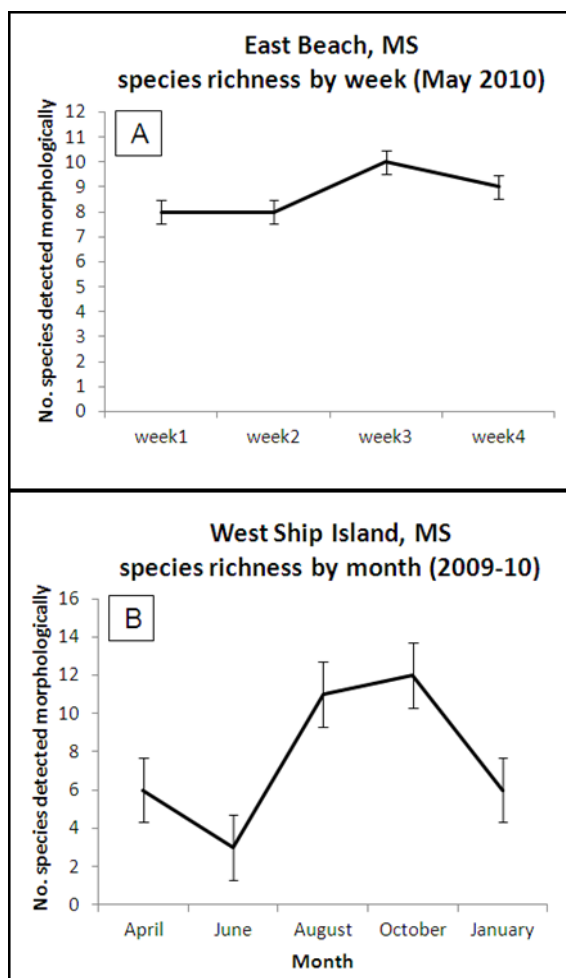 East Beach, MS
species richness by week (May 2010)
A
No. species detected morphologically
12
11
10
9
8
7
6
5
4
3
2
1
0
week1 week2 week3 week4
West Ship Island, MS
species richness by month (2009-10)
B
No. species detected morphologically
16
14
12
10
8
6
4
2
0
April June August October January
Month